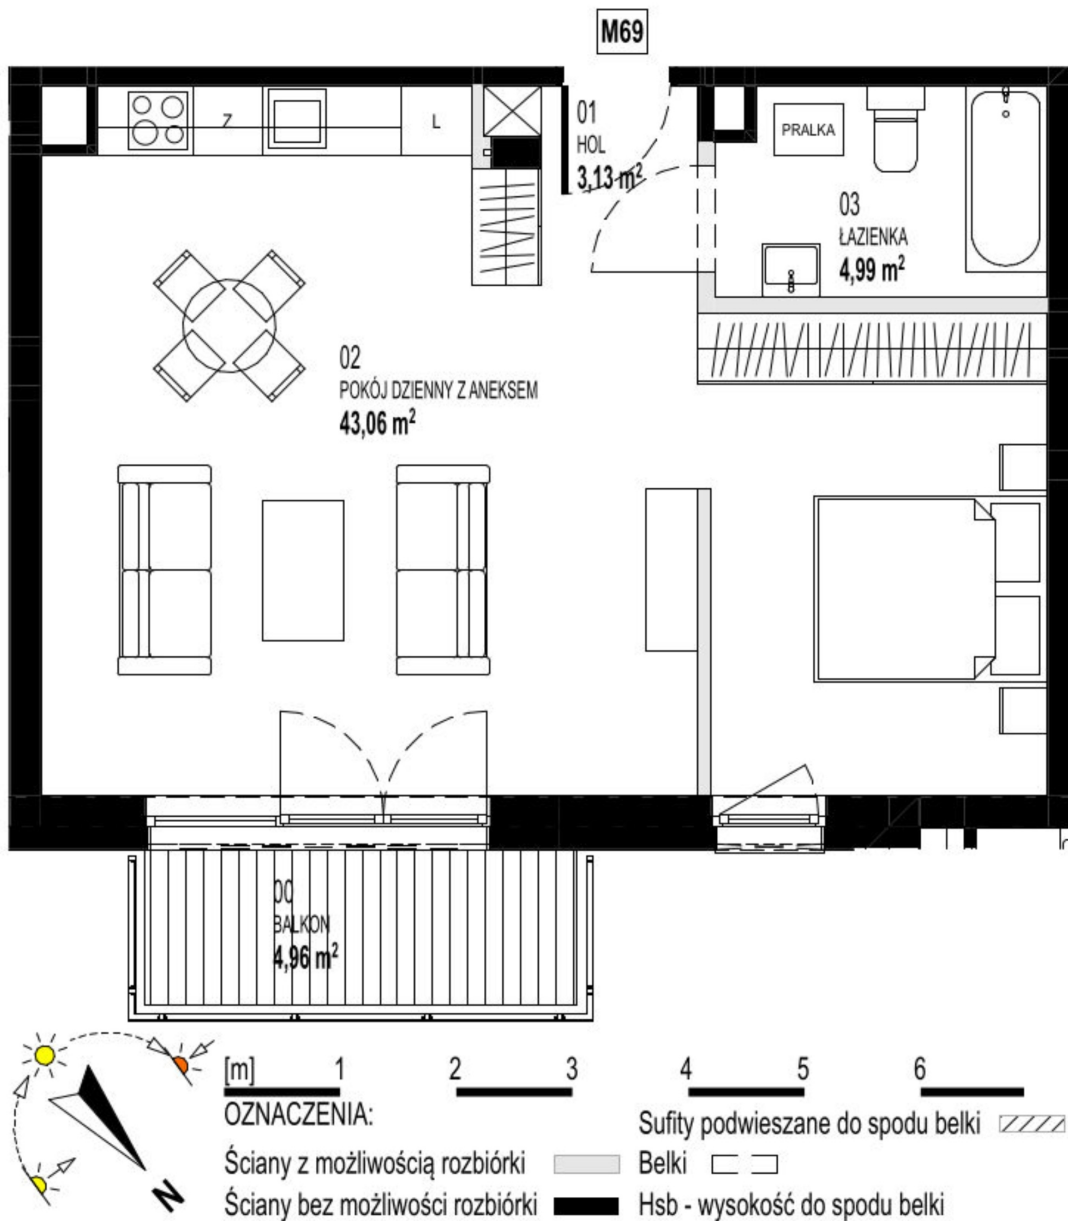 M69
01
HOL
3,13 m²
Z
L
PRALKA
03
ŁAZIENKA
4,99 m²
02
POKÓJ DZIENNY Z ANEKSEM
43,06 m²
00
BALKON
4,96 m²
[m] 1 2 3 4 5 6
OZNACZENIA:
Sufity podwieszane do spodu belki
Ściany z możliwością rozbiórki
Belki
Ściany bez możliwości rozbiórki
Hsb - wysokość do spodu belki
N